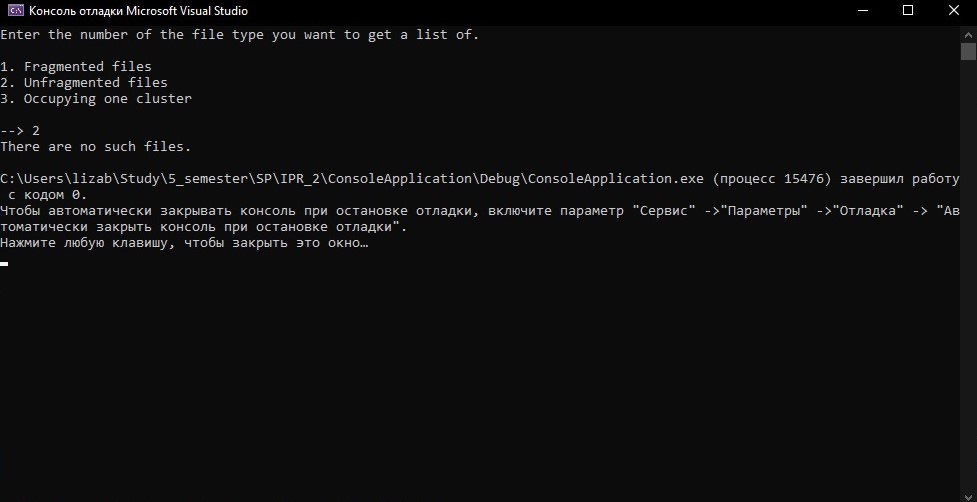 Консоль отладки Microsoft Visual Studio
Enter the number of the file type you want to get a list of.
1. Fragmented files
2. Unfragmented files
3. Occupying one cluster
--> 2
There are no such files.
C:\Users\lizab\Study\5_semester\SP\IPR_2\ConsoleApplication\Debug\ConsoleApplication.exe (процесс 15476) завершил работу
с кодом 0.
Чтобы автоматически закрывать консоль при остановке отладки, включите параметр "Сервис" ->"Параметры" ->"Отладка" -> "Ав
томатически закрыть консоль при остановке отладки".
Нажмите любую клавишу, чтобы закрыть это окно…